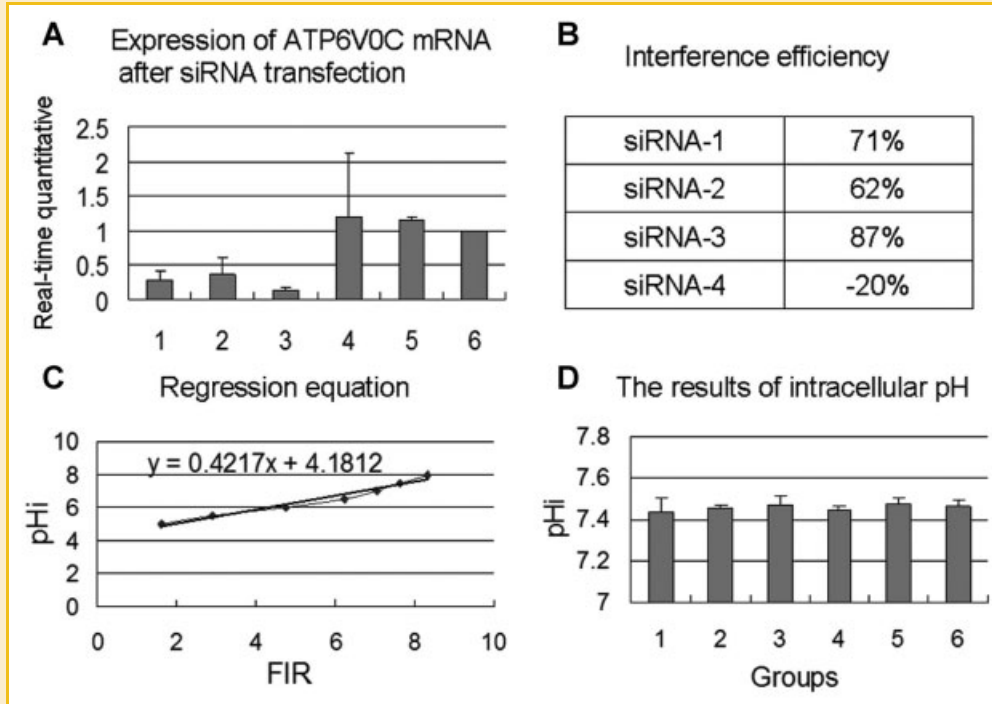 A
Expression of ATP6V0C mRNA
after siRNA transfection
Real-time quantitative
2.5
2
1.5
1
0.5
0
1 2 3 4 5 6
B
Interference efficiency
siRNA-1 71%
siRNA-2 62%
siRNA-3 87%
siRNA-4 -20%
C
Regression equation
y = 0.4217x + 4.1812
pHi
10
8
6
4
2
0
0 2 4 6 8 10
FIR
D
The results of intracellular pH
pHi
7.8
7.6
7.4
7.2
7
1 2 3 4 5 6
Groups